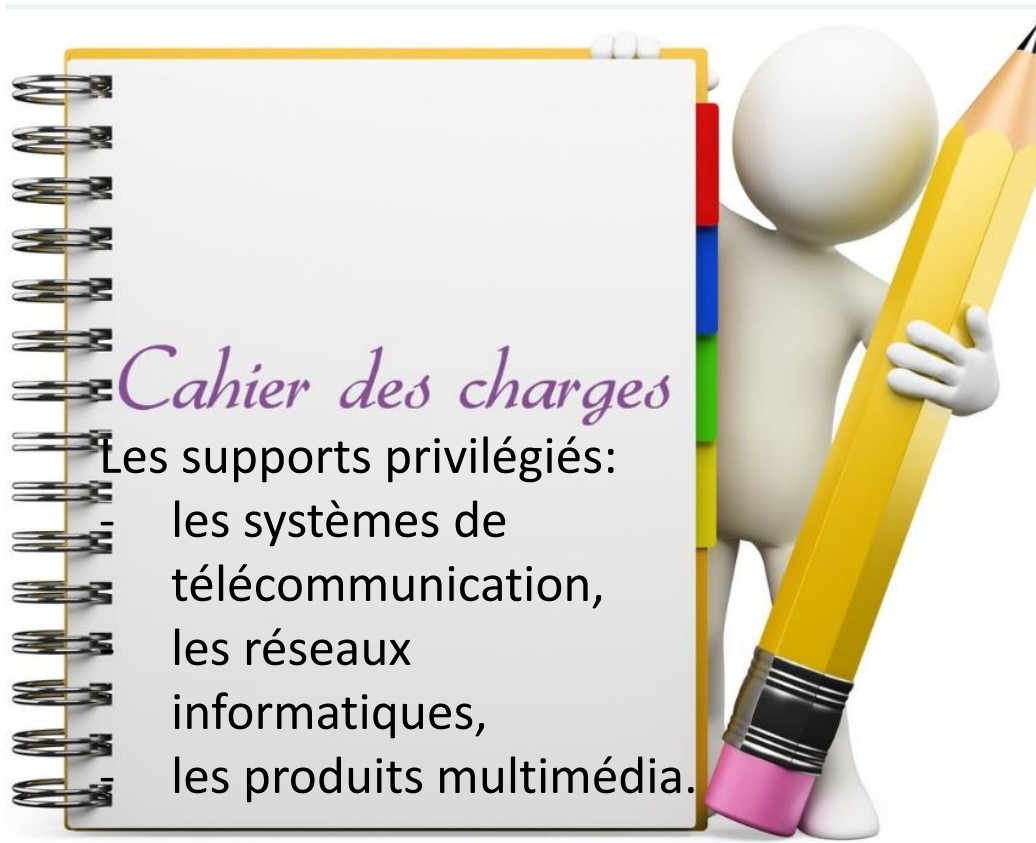 Cahier des charges
Les supports privilégiés:
- les systèmes de
télécommunication,
- les réseaux
informatiques,
- les produits multimédia.